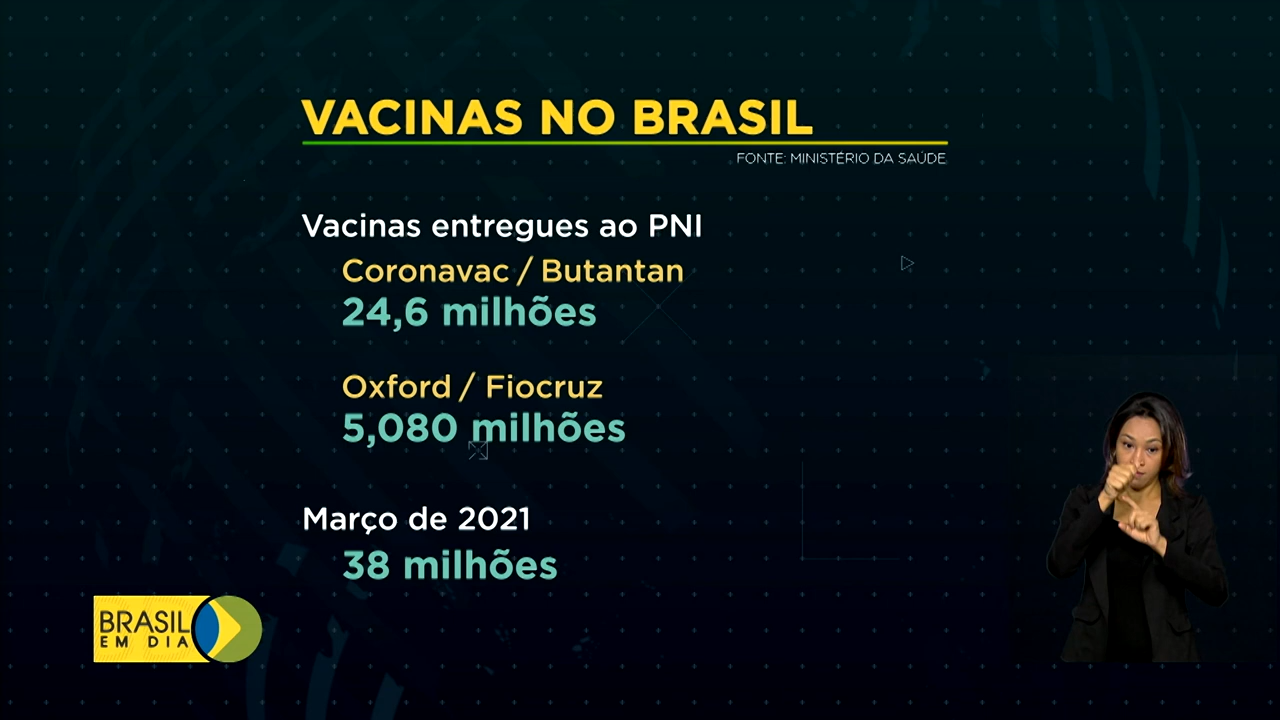 VACINAS NO BRASIL
FONTE: MINISTÉRIO DA SAÚDE
Vacinas entregues ao PNI
Coronavac / Butantan
24,6 milhões
Oxford / Fiocruz
5,080 milhões
Março de 2021
38 milhões
BRASIL
EM DIA